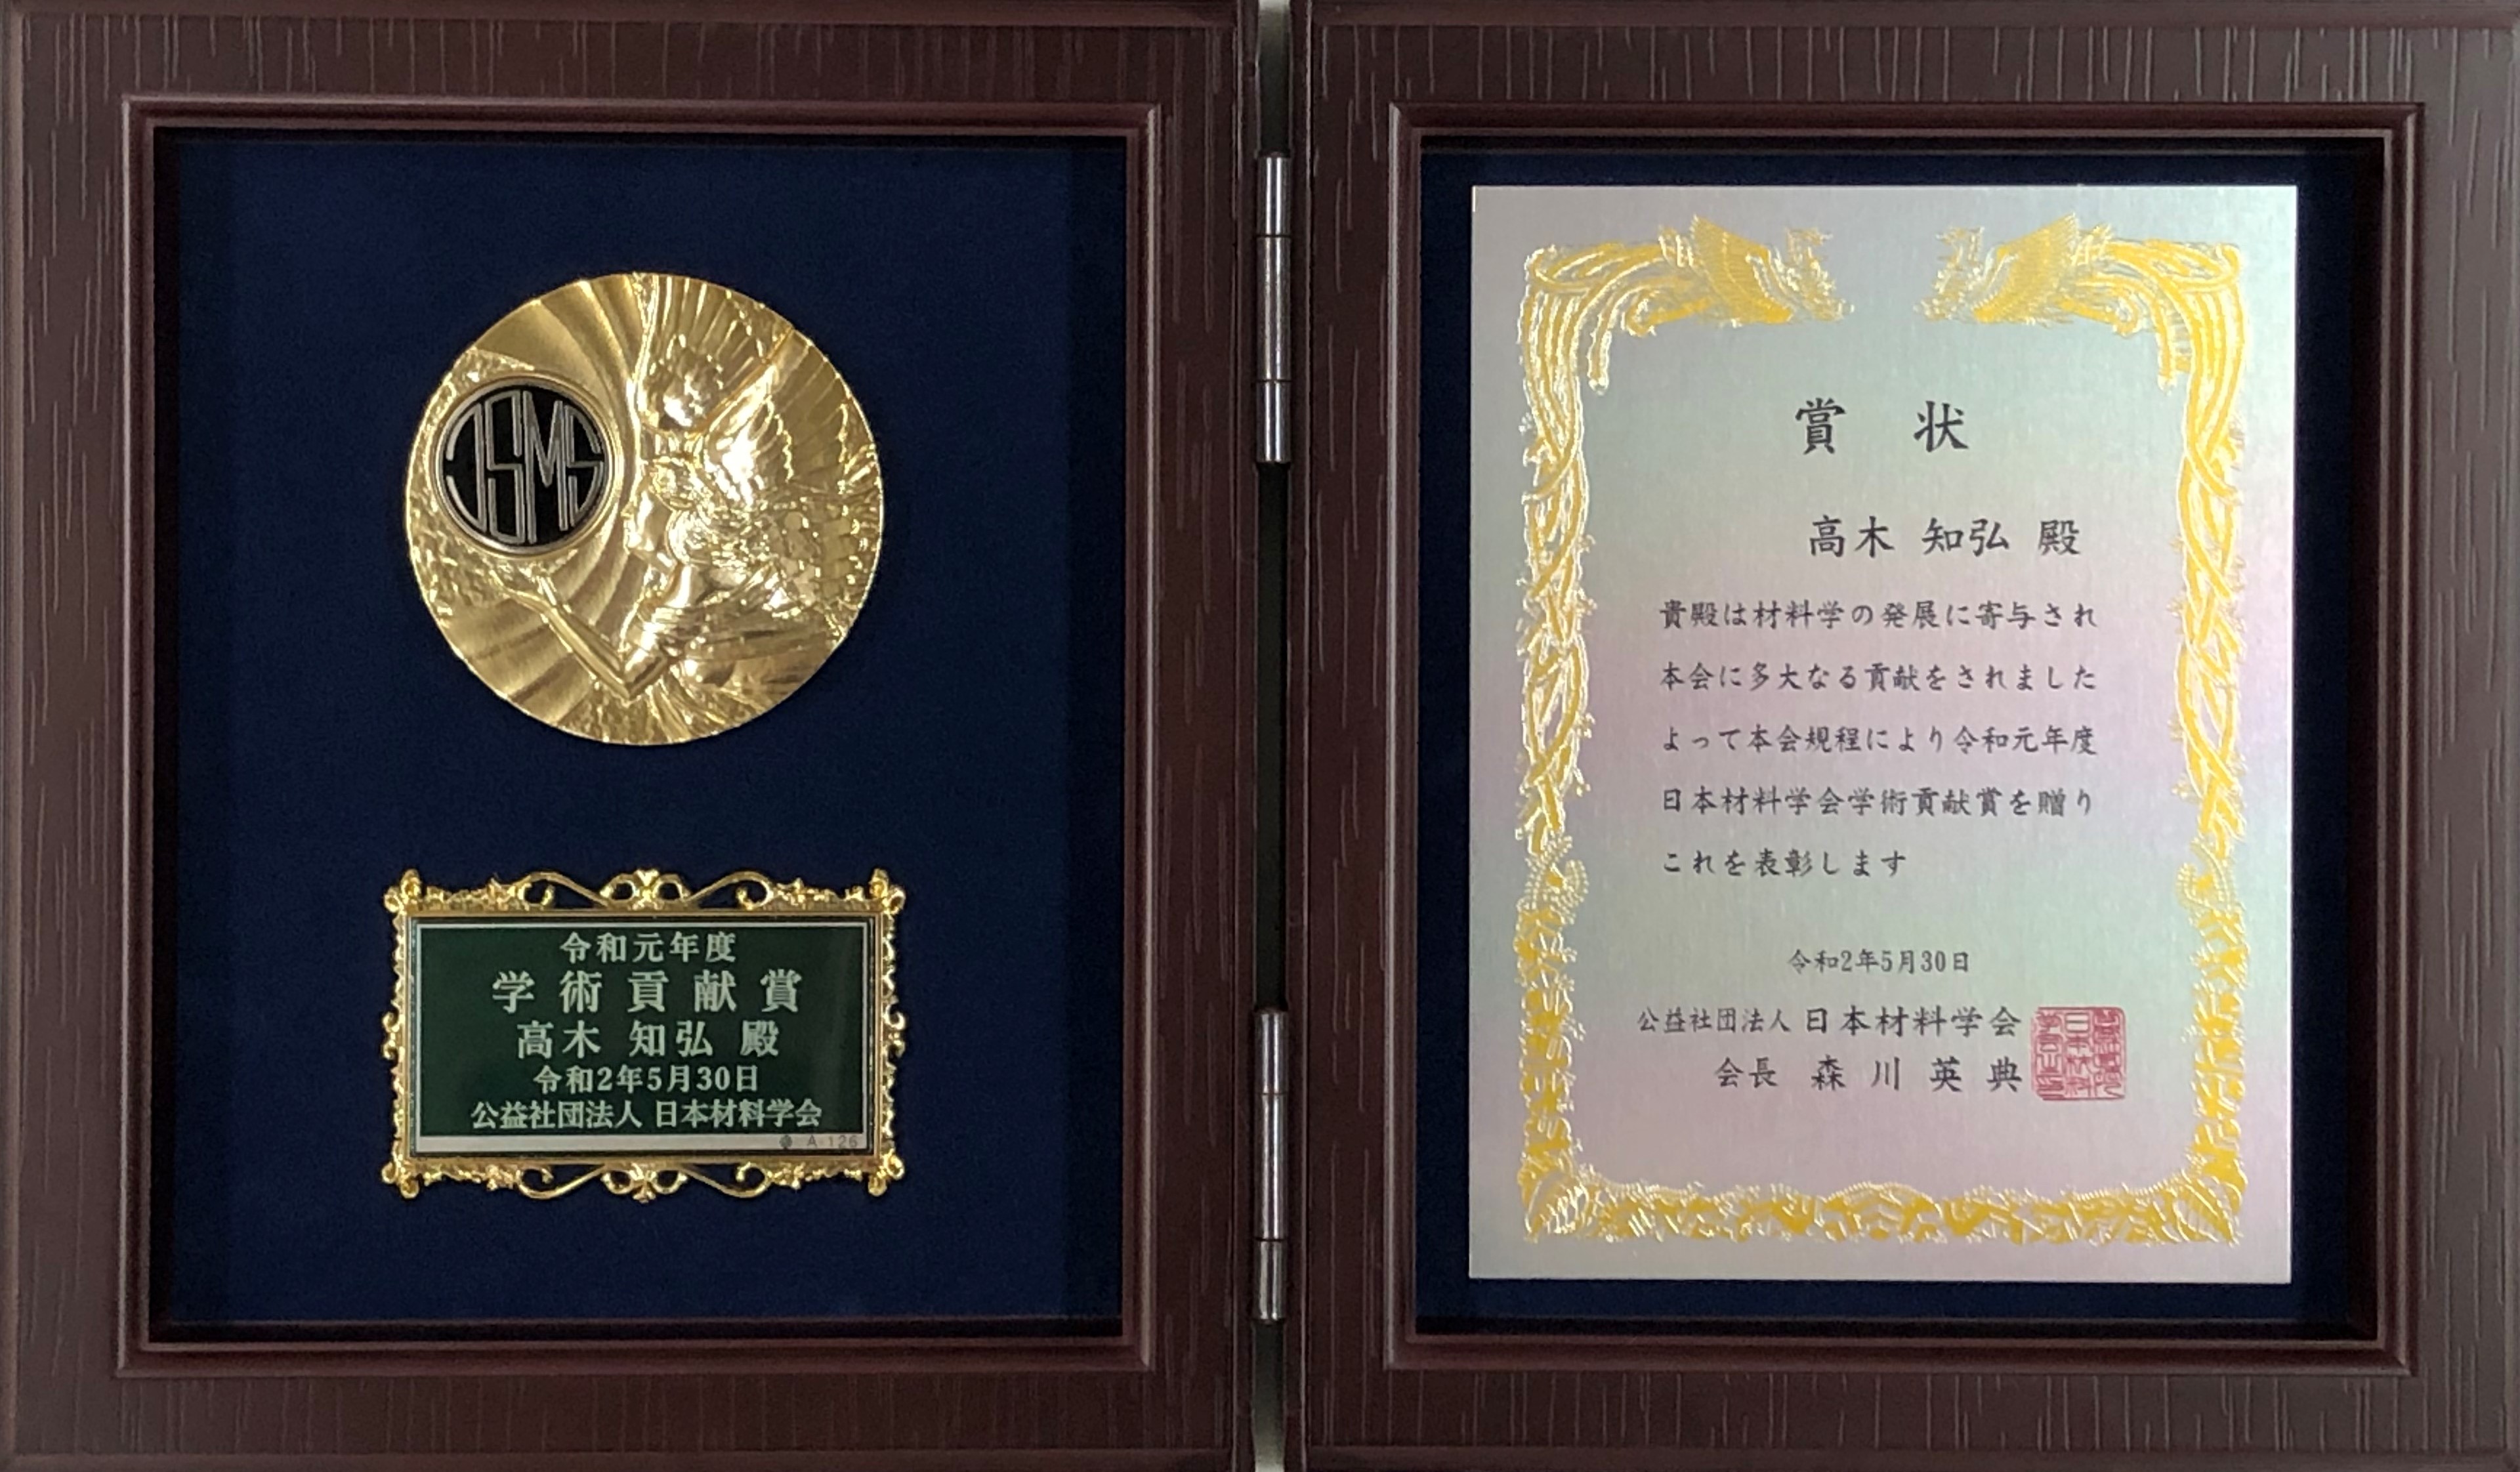 JSMS
令和元年度
学術貢献賞
高木 知弘 殿
令和2年5月30日
公益社団法人 日本材料学会
A 126
賞 状
高木 知弘 殿
貴殿は材料学の発展に寄与され
本会に多大なる貢献をされました
よって本会規程により令和元年度
日本材料学会学術貢献賞を贈り
これを表彰します
令和2年5月30日
公益社団法人 日本材料学会
会長 森 川 英 典